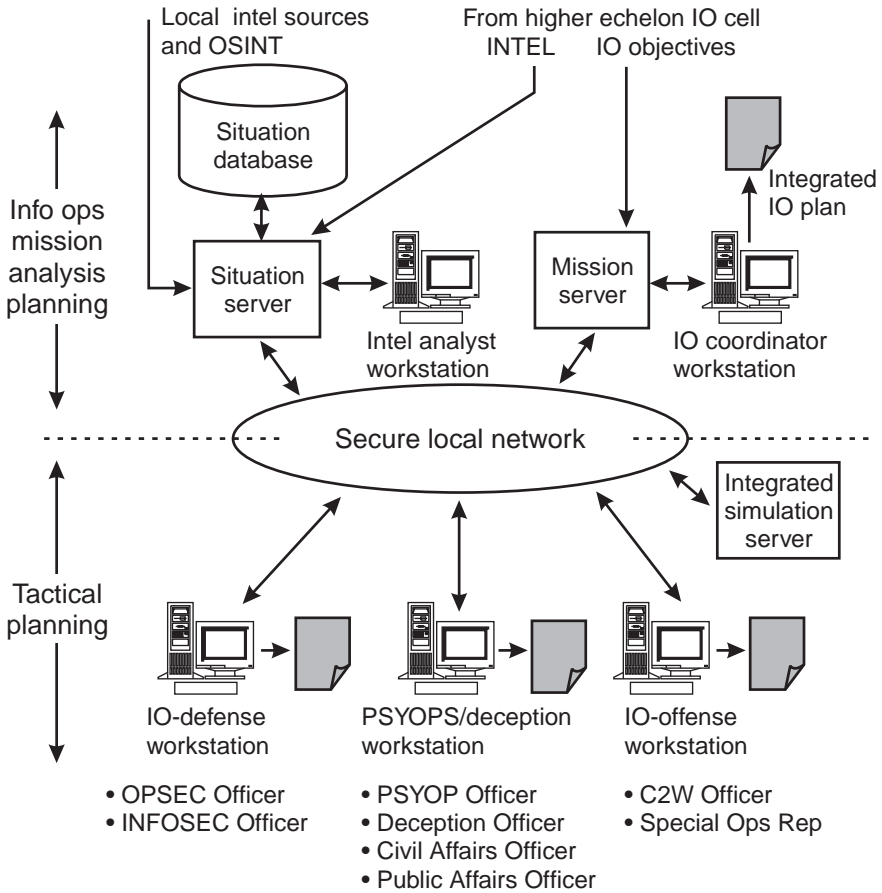 Local intel sources
and OSINT
From higher echelon IO cell
INTEL IO objectives
Situation
database
Integrated
IO plan
Info ops
mission
analysis
planning
Situation
server
Mission
server
Intel analyst
workstation
IO coordinator
workstation
Secure local network
Integrated
simulation
server
Tactical
planning
IO-defense
workstation
PSYOPS/deception
workstation
IO-offense
workstation
• OPSEC Officer
• INFOSEC Officer
• PSYOP Officer
• Deception Officer
• Civil Affairs Officer
• Public Affairs Officer
• C2W Officer
• Special Ops Rep